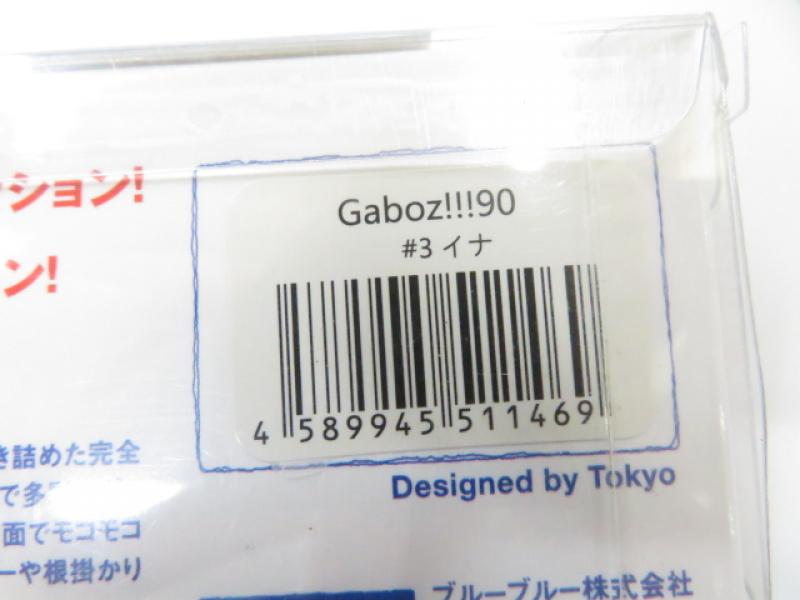 ンション!
ン!
Gaboz!!!90
#3 イナ
4 589945 511469
き詰めた完全
で多
面でモコモコ
ーや根掛かり
Designed by Tokyo
ブルーブルー株式会社